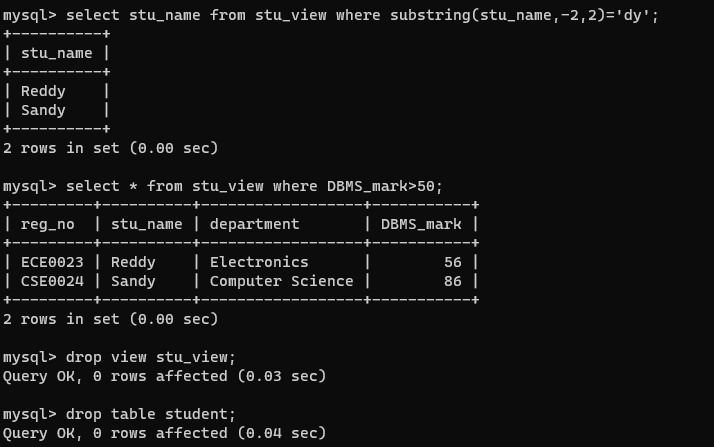 mysql> select stu_name from stu_view where substring(stu_name,-2,2)='dy';
+----------+
| stu_name |
+----------+
| Reddy    |
| Sandy    |
+----------+
2 rows in set (0.00 sec)
mysql> select * from stu_view where DBMS_mark>50;
+---------+----------+------------------+-----------+
| reg_no  | stu_name | department       | DBMS_mark |
+---------+----------+------------------+-----------+
| ECE0023 | Reddy    | Electronics      |        56 |
| CSE0024 | Sandy    | Computer Science |        86 |
+---------+----------+------------------+-----------+
2 rows in set (0.00 sec)
mysql> drop view stu_view;
Query OK, 0 rows affected (0.03 sec)
mysql> drop table student;
Query OK, 0 rows affected (0.04 sec)